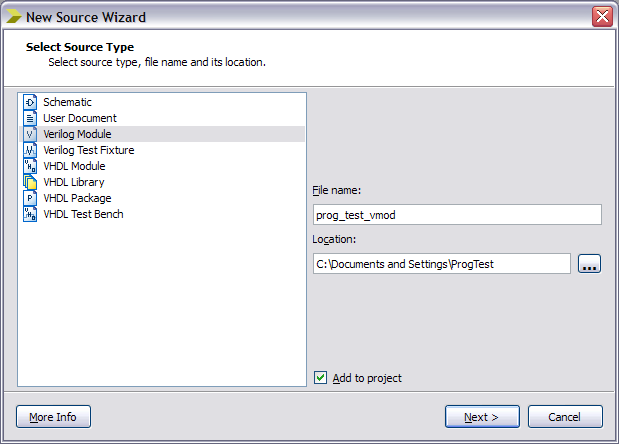 New Source Wizard
Select Source Type
Select source type, file name and its location.
Schematic
User Document
Verilog Module
Verilog Test Fixture
VHDL Module
VHDL Library
VHDL Package
VHDL Test Bench
File name:
prog_test_vmod
Location:
C:\Documents and Settings\ProgTest
...
Add to project
More Info
Next >
Cancel